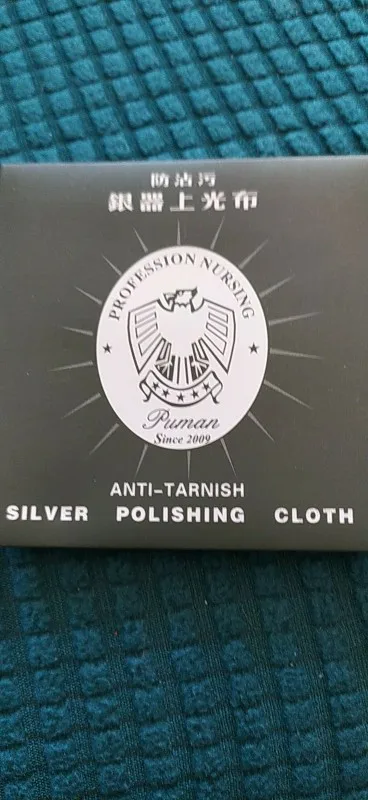 防沾污
銀器上光布
PROFESSION NURSING
Puman
Since 2009
ANTI-TARNISH
SILVER POLISHING CLOTH